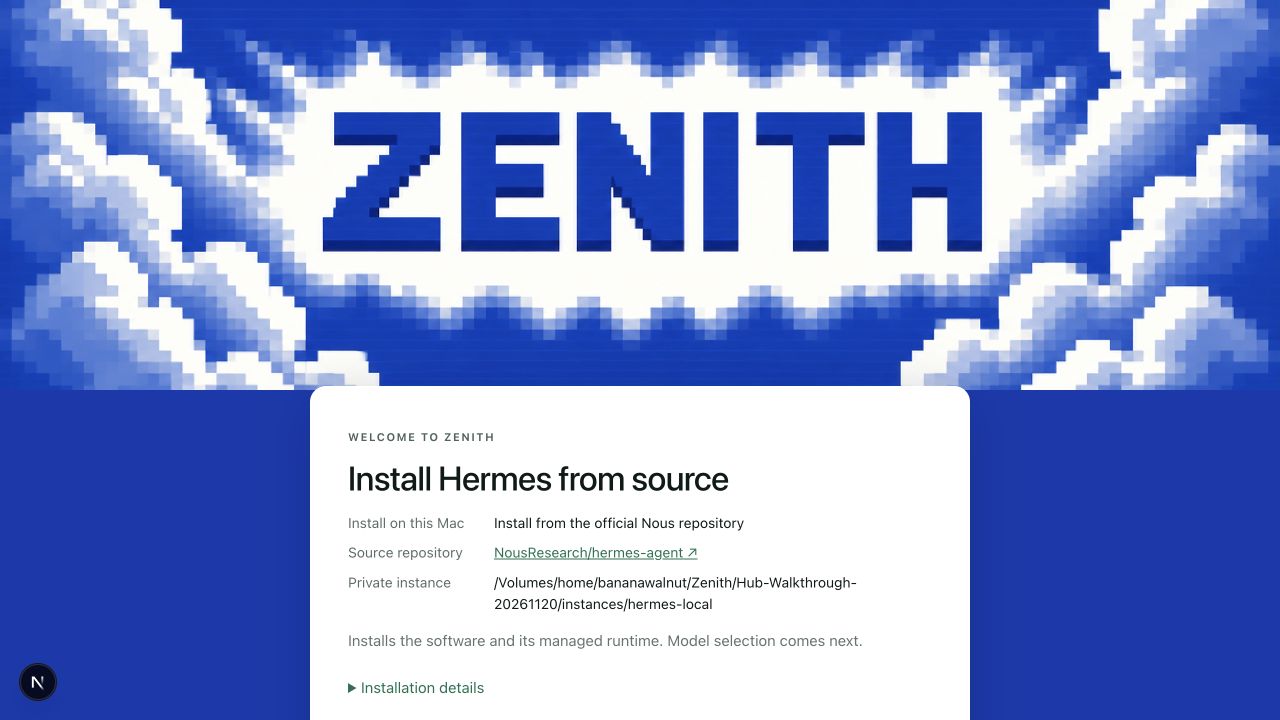 ZENITH
WELCOME TO ZENITH
Install Hermes from source
Install on this Mac Install from the official Nous repository
Source repository NousResearch/hermes-agent ↗
Private instance /Volumes/home/bananawalnut/Zenith/Hub-Walkthrough-
20261120/instances/hermes-local
Installs the software and its managed runtime. Model selection comes next.
▶ Installation details
N